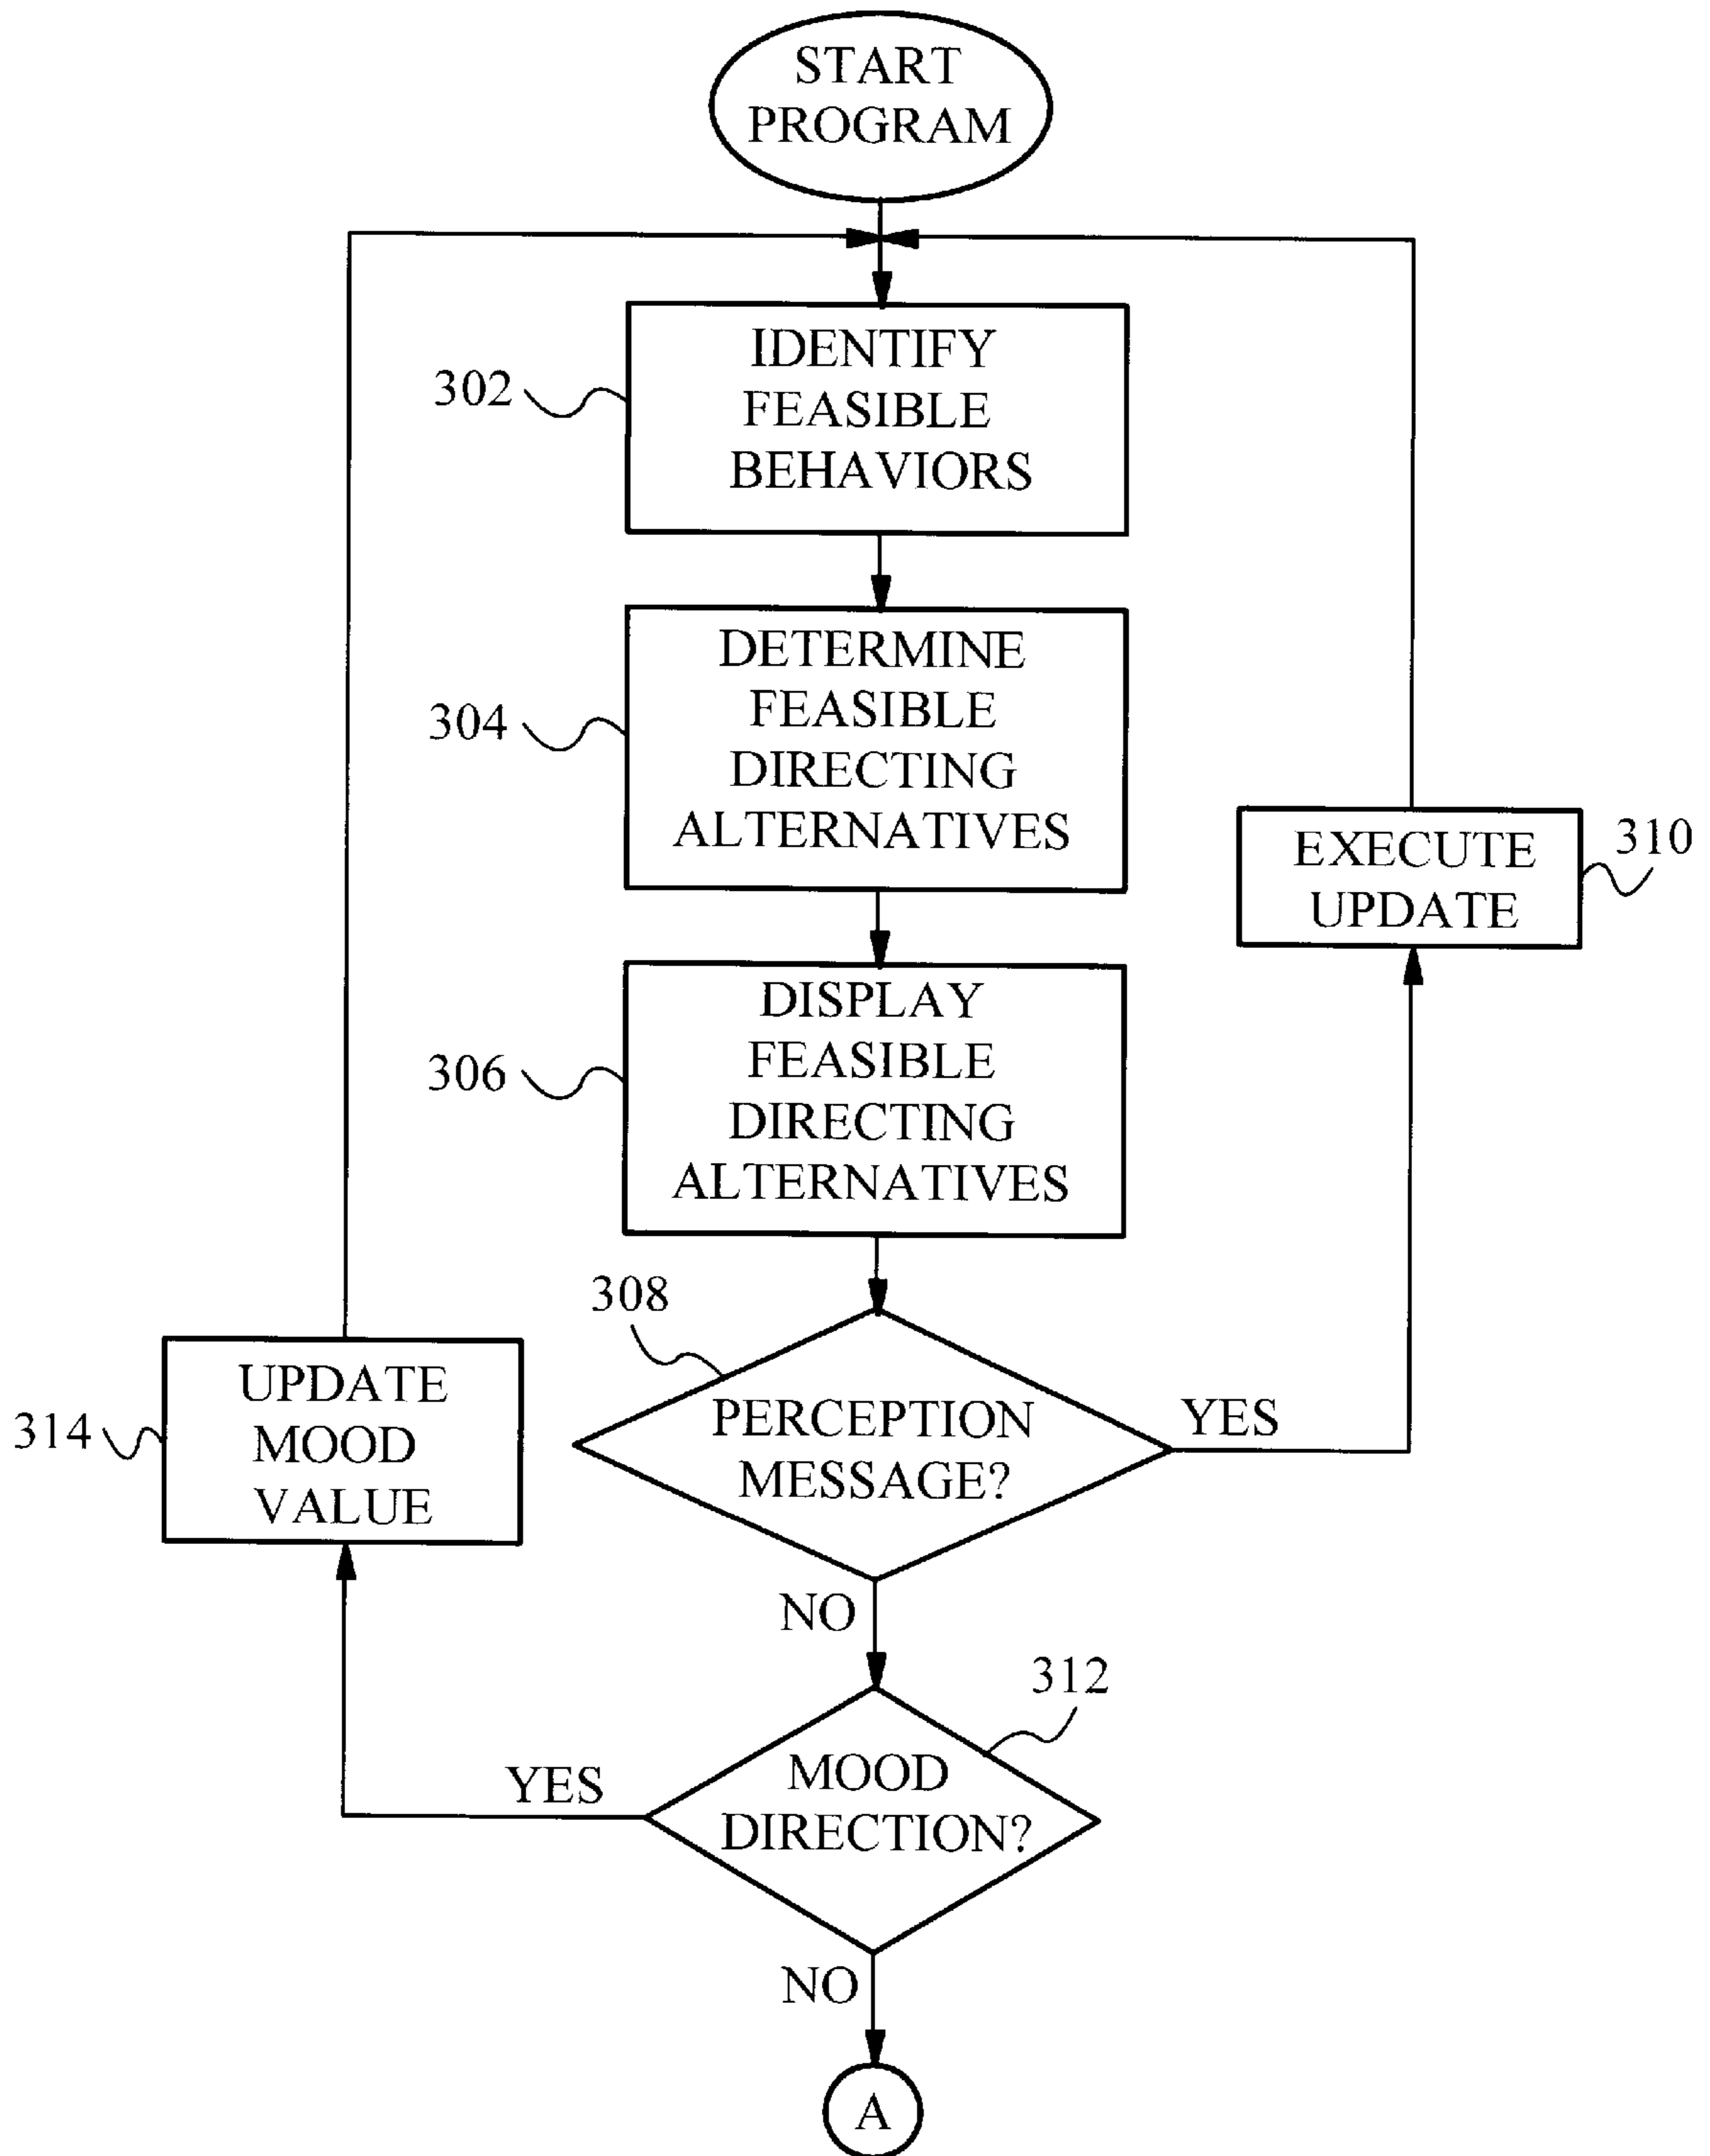 START
PROGRAM
302
IDENTIFY
FEASIBLE
BEHAVIORS
304
DETERMINE
FEASIBLE
DIRECTING
ALTERNATIVES
310
EXECUTE
UPDATE
306
DISPLAY
FEASIBLE
DIRECTING
ALTERNATIVES
308
PERCEPTION
MESSAGE?
YES
314
UPDATE
MOOD
VALUE
NO
312
MOOD
DIRECTION?
YES
NO
A